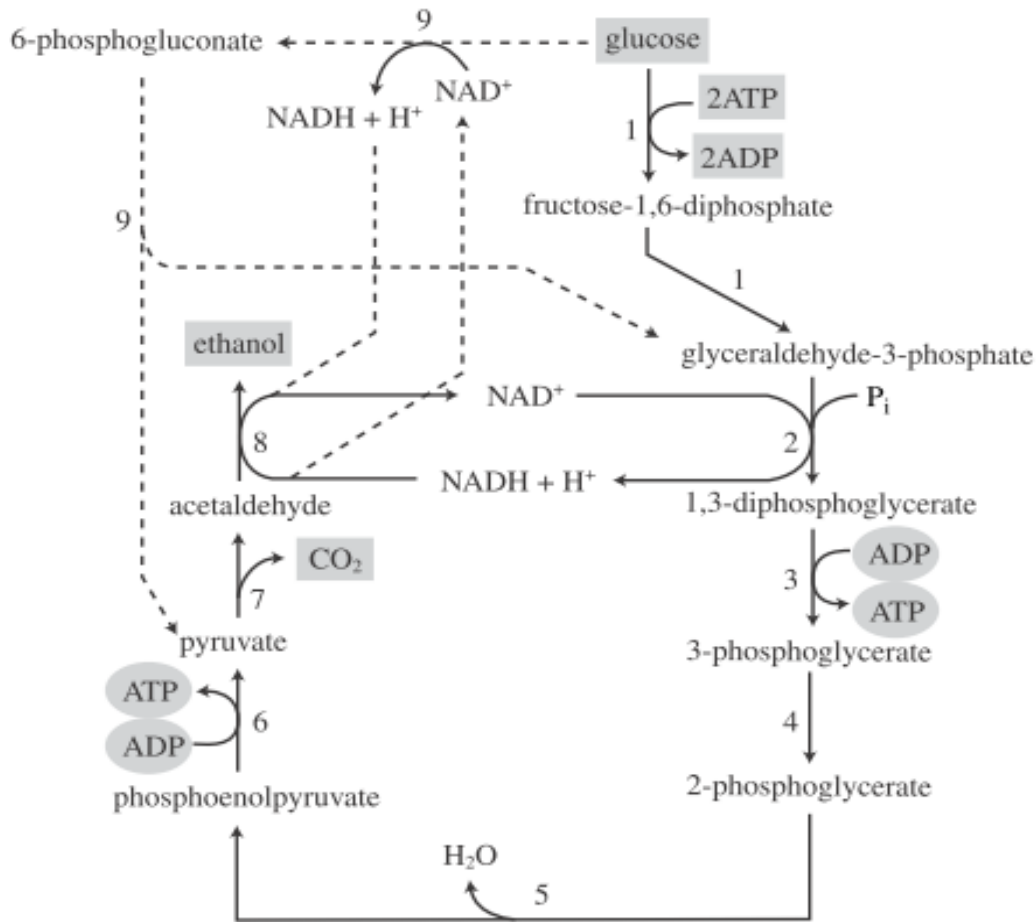 9
6-phosphogluconate
glucose
NAD⁺
NADH + H⁺
2ATP
1
2ADP
fructose-1,6-diphosphate
9
1
ethanol
glyceraldehyde-3-phosphate
NAD⁺
Pᵢ
8
2
NADH + H⁺
acetaldehyde
1,3-diphosphoglycerate
CO₂
ADP
7
3
ATP
pyruvate
3-phosphoglycerate
ATP
6
4
ADP
phosphoenolpyruvate
2-phosphoglycerate
H₂O
5